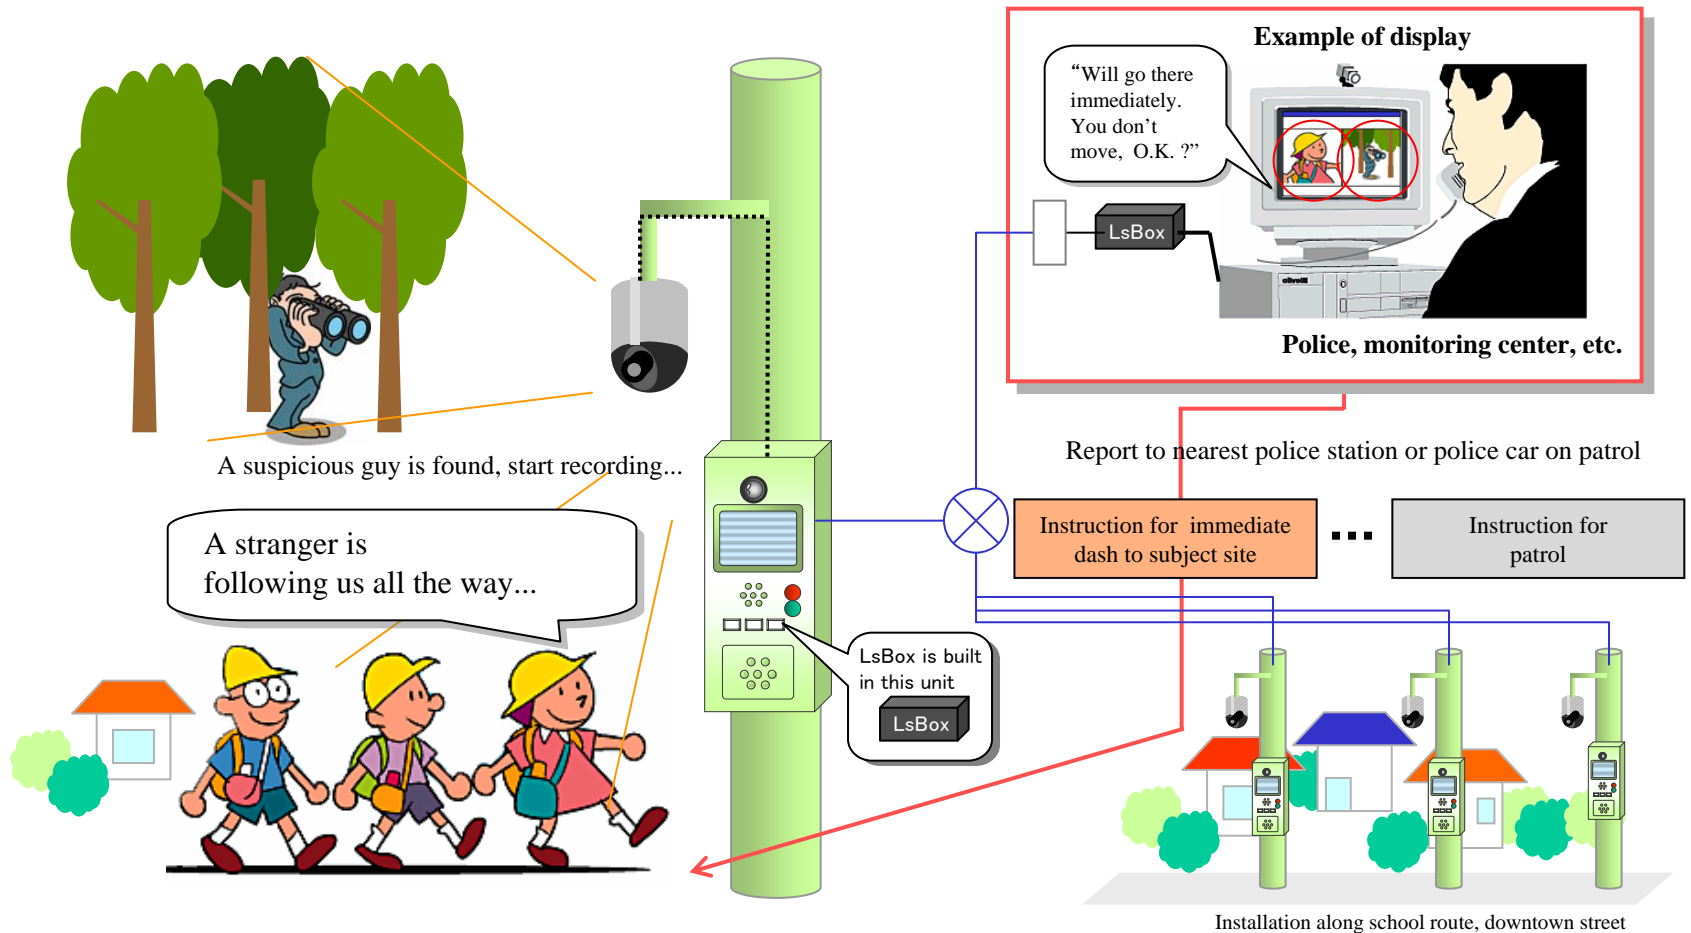 Example of display
“Will go there
immediately.
You don’t
move,  O.K. ?”
LsBox
olivetti
Police, monitoring center, etc.
A suspicious guy is found, start recording...
Report to nearest police station or police car on patrol
A stranger is
following us all the way...
Instruction for  immediate
dash to subject site
...
Instruction for
patrol
LsBox is built
in this unit
LsBox
Installation along school route, downtown street